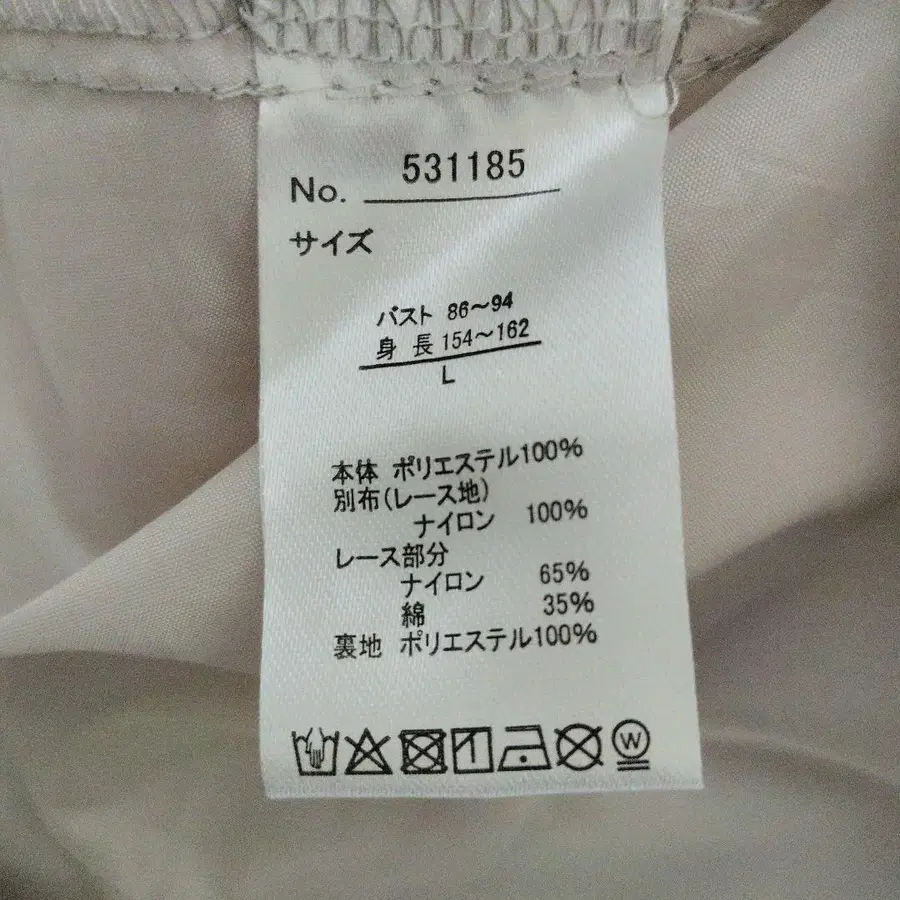 No. 531185
サイズ
バスト 86～94
身 長 154～162
L
本体 ポリエステル100%
別布(レース地)
ナイロン 100%
レース部分
ナイロン 65%
綿 35%
裏地 ポリエステル100%
W